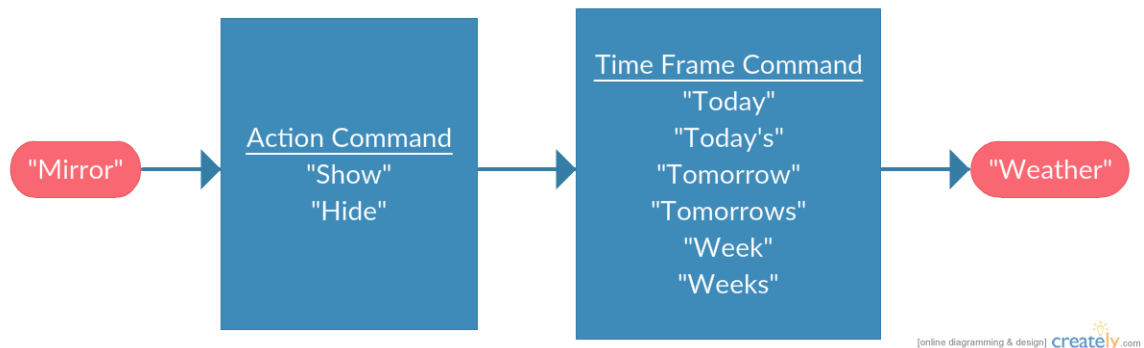 "Mirror"
Action Command
"Show"
"Hide"
Time Frame Command
"Today"
"Today's"
"Tomorrow"
"Tomorrows"
"Week"
"Weeks"
"Weather"
[online diagramming & design] creately.com